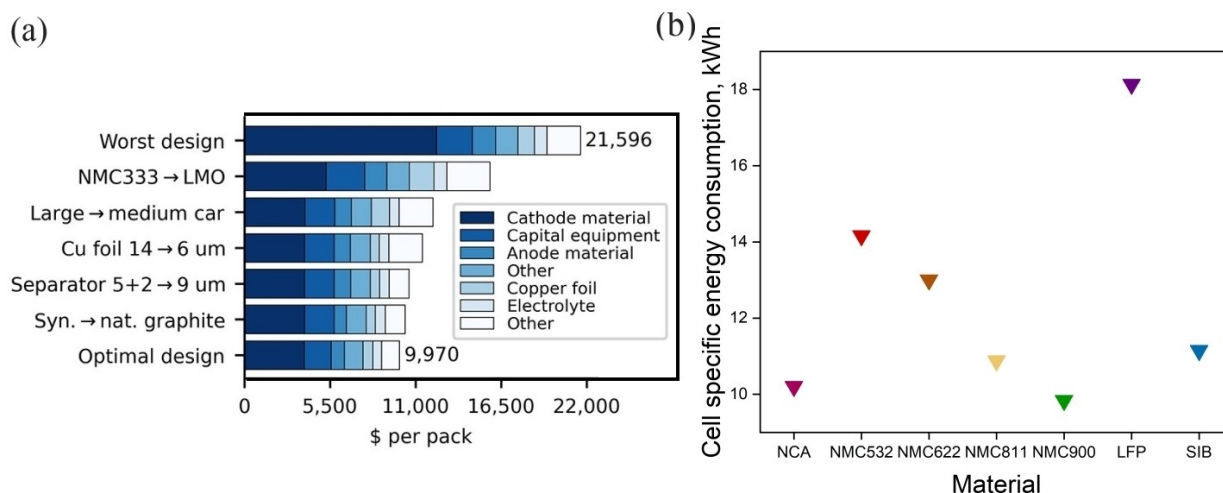 (a)
Worst design
21,596
NMC333→LMO
Large→medium car
Cu foil 14→6 um
Separator 5+2→9 um
Syn.→nat. graphite
Optimal design
9,970
Cathode material
Capital equipment
Anode material
Other
Copper foil
Electrolyte
Other
0 5,500 11,000 16,500 22,000
$ per pack
(b)
Cell specific energy consumption, kWh
18
16
14
12
10
NCA NMC532 NMC622 NMC811 NMC900 LFP SIB
Material